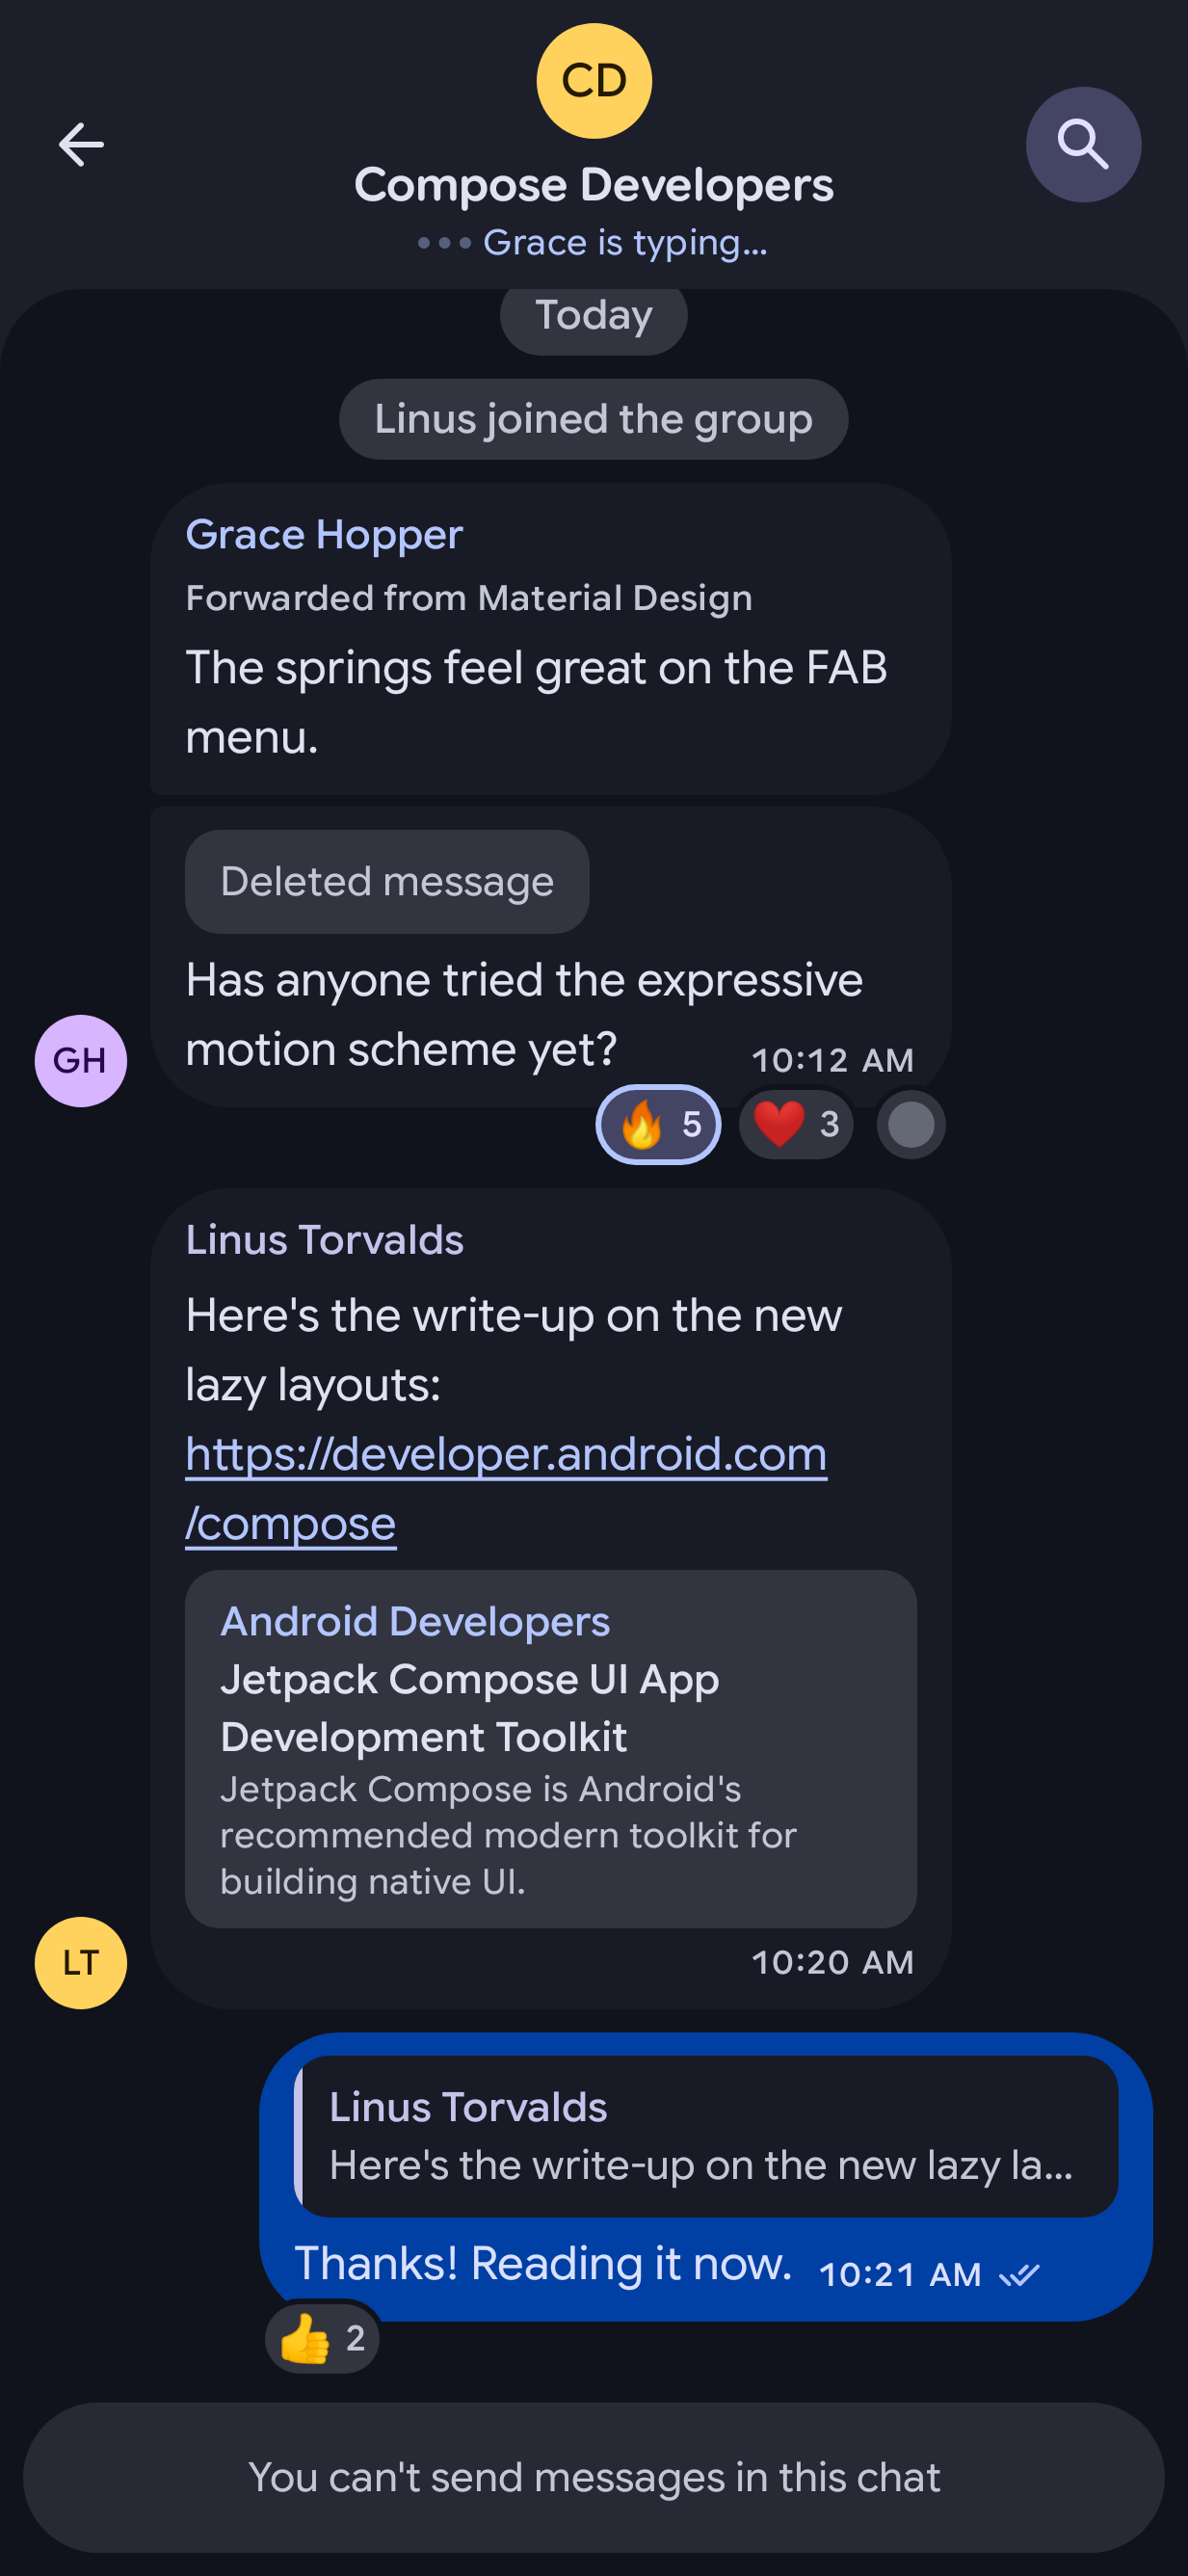 CD
Compose Developers
Grace is typing...
Today
Linus joined the group
Grace Hopper
Forwarded from Material Design
The springs feel great on the FAB
menu.
Deleted message
Has anyone tried the expressive
motion scheme yet?
10:12 AM
GH
🔥 5
❤️ 3
Linus Torvalds
Here's the write-up on the new
lazy layouts:
https://developer.android.com
/compose
Android Developers
Jetpack Compose UI App
Development Toolkit
Jetpack Compose is Android's
recommended modern toolkit for
building native UI.
10:20 AM
LT
Linus Torvalds
Here's the write-up on the new lazy la...
Thanks! Reading it now. 10:21 AM
👍 2
You can't send messages in this chat